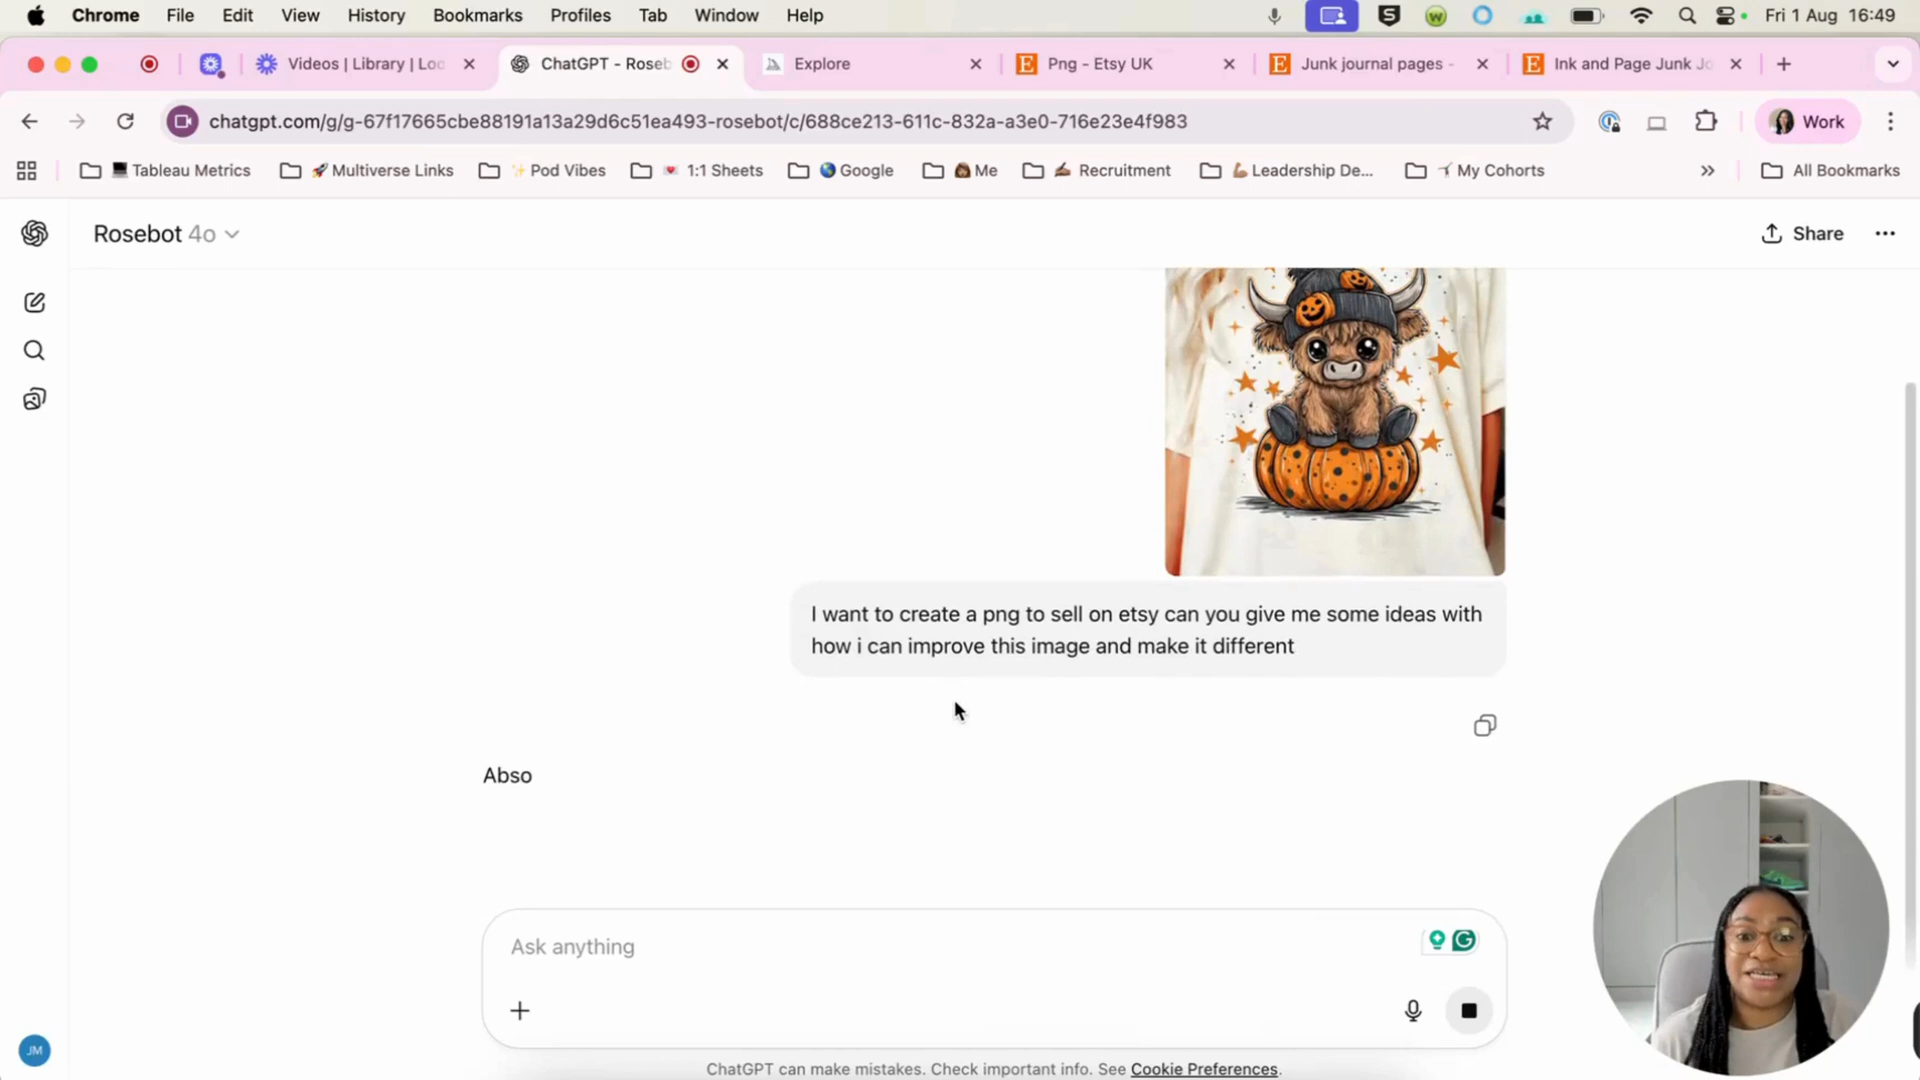 Chrome File Edit View History Bookmarks Profiles Tab Window Help Fri 1 Aug 16:49
Videos | Library | Loo ChatGPT - Roseb Explore Png - Etsy UK Junk journal pages - Ink and Page Junk Jo
chatgpt.com/g/g-67f17665cbe88191a13a29d6c51ea493-rosebot/c/688ce213-611c-832a-a3e0-716e23e4f983 Work
Tableau Metrics Multiverse Links Pod Vibes 1:1 Sheets Google Me Recruitment Leadership De... My Cohorts All Bookmarks
Rosebot 4o Share
I want to create a png to sell on etsy can you give me some ideas with
how i can improve this image and make it different
Abso
Ask anything
JM
ChatGPT can make mistakes. Check important info. See Cookie Preferences.